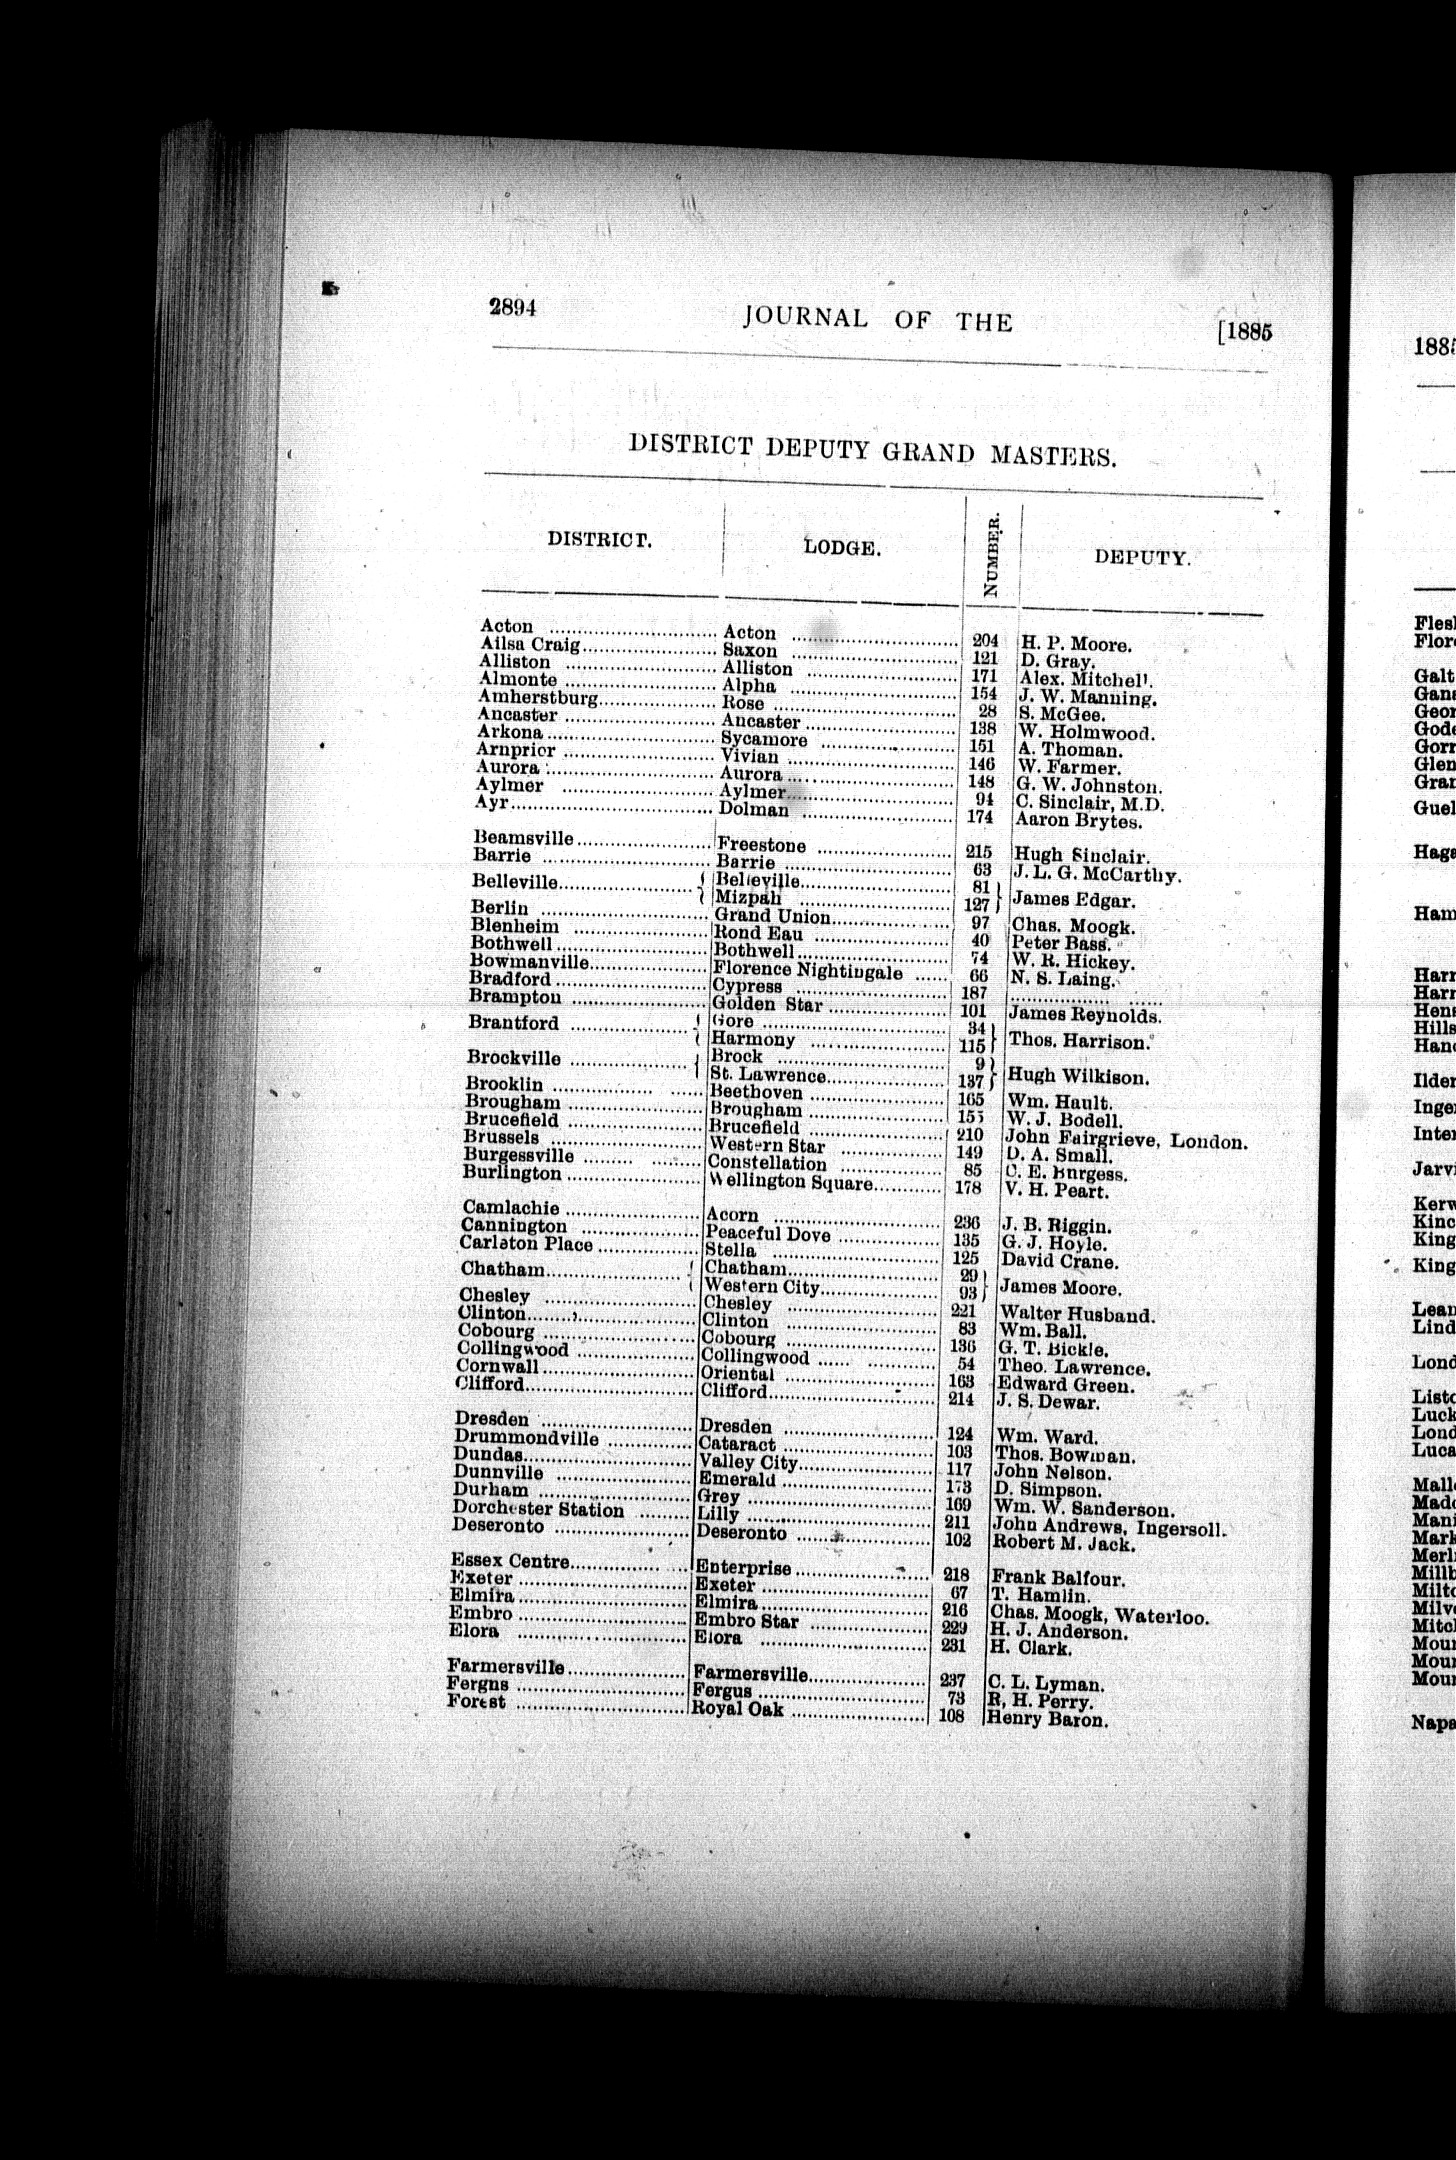 2894 JOURNAL OF THE [1885
DISTRICT DEPUTY GRAND MASTERS.
DISTRICT. LODGE. NUMBER. DEPUTY.
Acton Acton 204 H. P. Moore.
Ailsa Craig Saxon 121 D. Gray.
Alliston Alliston 171 Alex. Mitchell.
Almonte Alpha 154 J. W. Manning.
Amherstburg Rose 28 S. McGee.
Ancaster Ancaster 138 W. Holmwood.
Arkona Sycamore 151 A. Thoman.
Arnprior Vivian 146 W. Farmer.
Aurora Aurora 148 G. W. Johnston.
Aylmer Aylmer 94 C. Sinclair, M.D.
Ayr Dolman 174 Aaron Brytes.
Beamsville Freestone 215 Hugh Sinclair.
Barrie Barrie 63 J. L. G. McCarthy.
Belleville { Belleville 81 } James Edgar.
{ Mizpah 127 }
Berlin Grand Union 97 Chas. Moogk.
Blenheim Rond Eau 40 Peter Bass.
Bothwell Bothwell 74 W. R. Hickey.
Bowmanville Florence Nightingale 66 N. S. Laing.
Bradford Cypress 187
Brampton Golden Star 101 James Reynolds.
Brantford { Gore 34 } Thos. Harrison.
{ Harmony 115 }
Brockville { Brock 9 } Hugh Wilkison.
{ St. Lawrence 137 }
Brooklin Beethoven 165 Wm. Hault.
Brougham Brougham 155 W. J. Bodell.
Brucefield Brucefield 210 John Fairgrieve, London.
Brussels Western Star 149 D. A. Small.
Burgessville Constellation 85 C. E. Burgess.
Burlington Wellington Square 178 V. H. Peart.
Camlachie Acorn 236 J. B. Riggin.
Cannington Peaceful Dove 135 G. J. Hoyle.
Carleton Place Stella 125 David Crane.
Chatham { Chatham 29 } James Moore.
{ Western City 93 }
Chesley Chesley 221 Walter Husband.
Clinton Clinton 83 Wm. Ball.
Cobourg Cobourg 136 G. T. Bickle.
Collingwood Collingwood 54 Theo. Lawrence.
Cornwall Oriental 163 Edward Green.
Clifford Clifford 214 J. S. Dewar.
Dresden Dresden 124 Wm. Ward.
Drummondville Cataract 103 Thos. Bowman.
Dundas Valley City 117 John Nelson.
Dunnville Emerald 173 D. Simpson.
Durham Grey 169 Wm. W. Sanderson.
Dorchester Station Lilly 211 John Andrews, Ingersoll.
Deseronto Deseronto 102 Robert M. Jack.
Essex Centre Enterprise 218 Frank Balfour.
Exeter Exeter 67 T. Hamlin.
Elmira Elmira 216 Chas. Moogk, Waterloo.
Embro Embro Star 229 H. J. Anderson.
Elora Elora 231 H. Clark.
Farmersville Farmersville 237 C. L. Lyman.
Fergns Fergus 73 R, H. Perry.
Forest Royal Oak 108 Henry Baron.